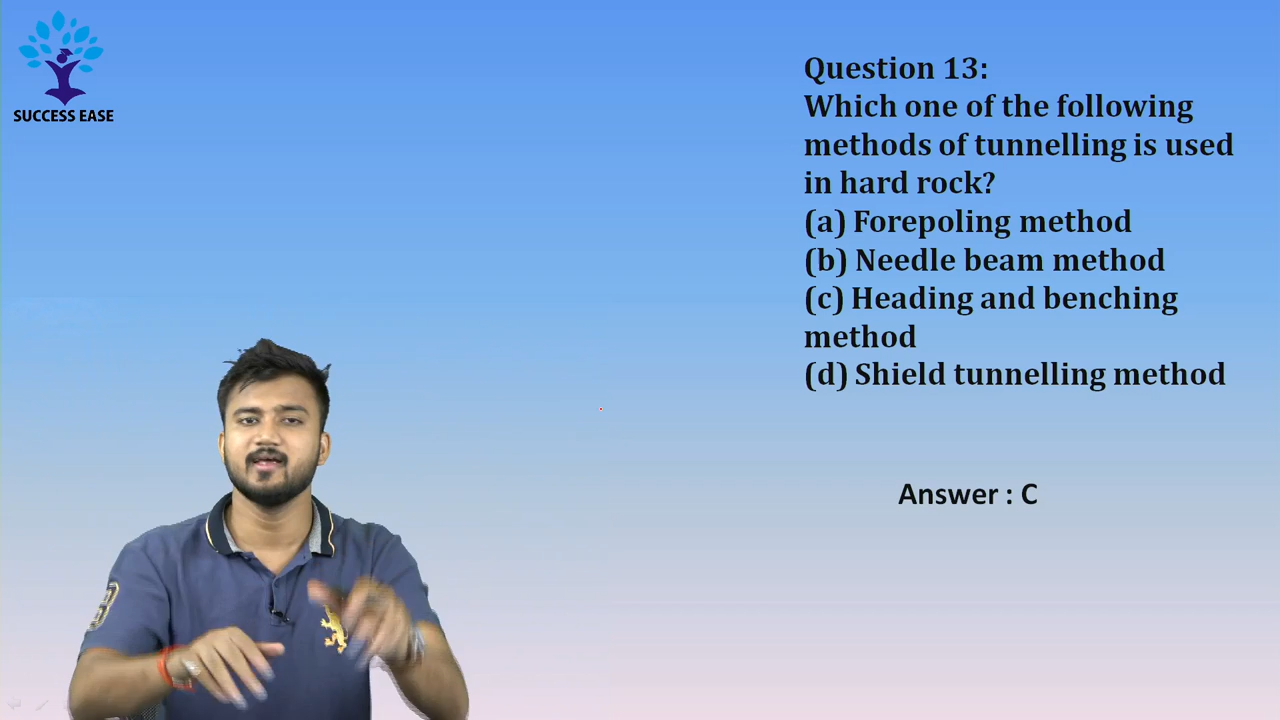 SUCCESS EASE
Question 13:
Which one of the following
methods of tunnelling is used
in hard rock?
(a) Forepoling method
(b) Needle beam method
(c) Heading and benching
method
(d) Shield tunnelling method
Answer : C